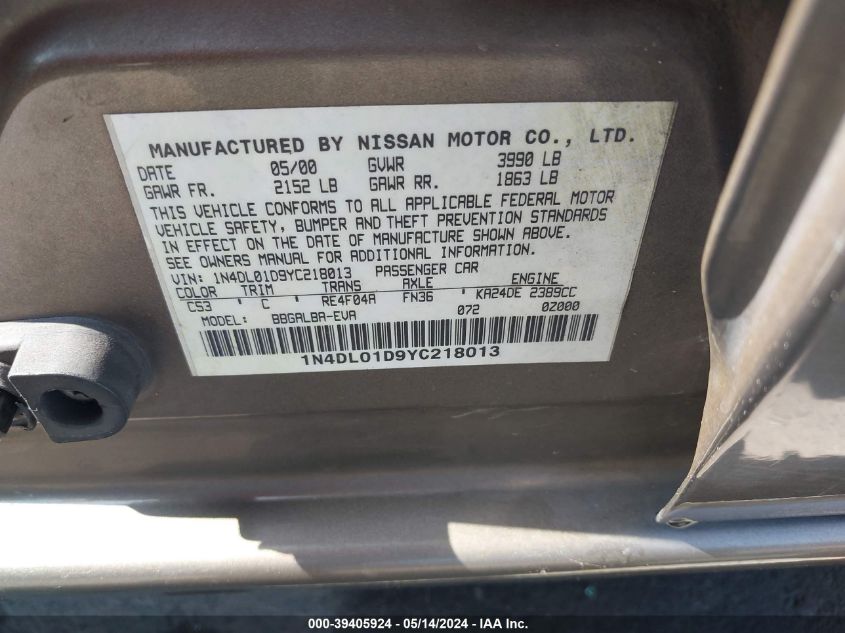 MANUFACTURED BY NISSAN MOTOR CO., LTD.
DATE 05/00 GVWR 3990 LB
GAWR FR. 2152 LB GAWR RR. 1863 LB
THIS VEHICLE CONFORMS TO ALL APPLICABLE FEDERAL MOTOR
VEHICLE SAFETY, BUMPER AND THEFT PREVENTION STANDARDS
IN EFFECT ON THE DATE OF MANUFACTURE SHOWN ABOVE.
SEE OWNERS MANUAL FOR ADDITIONAL INFORMATION.
VIN: 1N4DL01D9YC218013 PASSENGER CAR
COLOR TRIM TRANS AXLE ENGINE
CS3 C RE4F04A FN36 KA24DE 2389CC
MODEL: BBGALBA-EVA 072 0Z000
1N4DL01D9YC218013
000-39405924 / 05/14/2024 / IAAI.COM